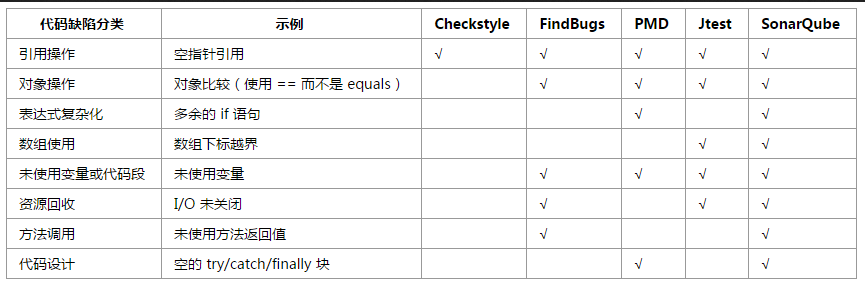 代码缺陷分类 示例 Checkstyle FindBugs PMD Jtest SonarQube
引用操作 空指针引用 √ √ √ √ √
对象操作 对象比较（使用 == 而不是 equals） √ √ √ √
表达式复杂化 多余的 if 语句 √ √
数组使用 数组下标越界 √ √
未使用变量或代码段 未使用变量 √ √ √ √
资源回收 I/O 未关闭 √ √ √
方法调用 未使用方法返回值 √ √
代码设计 空的 try/catch/finally 块 √ √